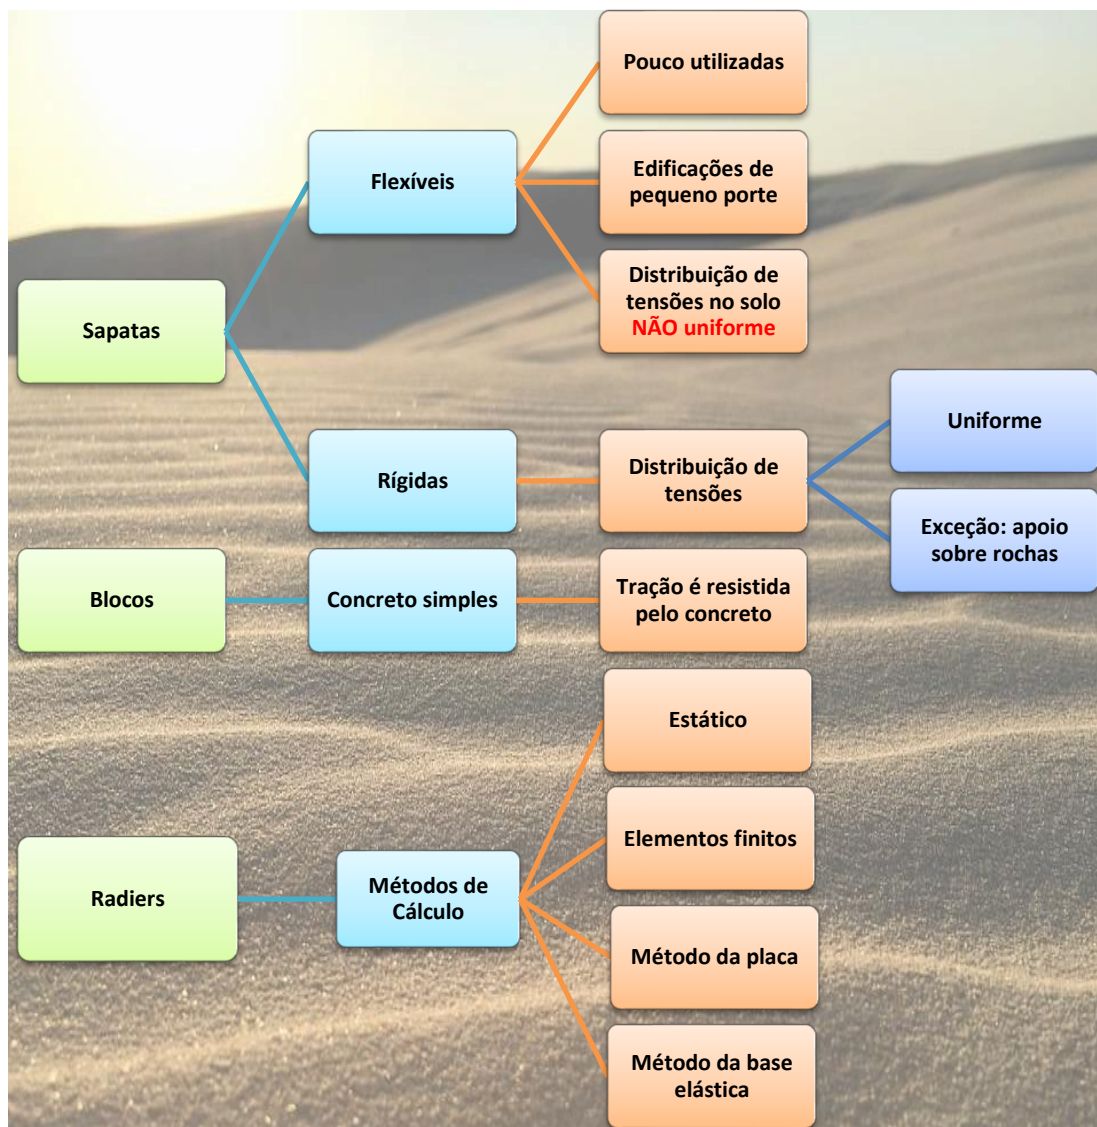 Pouco utilizadas
Flexíveis
Edificações de
pequeno porte
Distribuição de
tensões no solo
NÃO uniforme
Sapatas
Uniforme
Rígidas
Distribuição de
tensões
Exceção: apoio
sobre rochas
Blocos
Concreto simples
Tração é resistida
pelo concreto
Estático
Elementos finitos
Radiers
Métodos de
Cálculo
Método da placa
Método da base
elástica